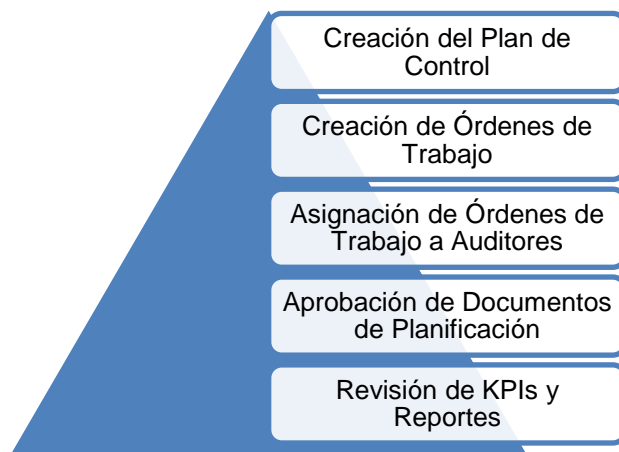 Creación del Plan de
Control
Creación de Órdenes de
Trabajo
Asignación de Órdenes de
Trabajo a Auditores
Aprobación de Documentos
de Planificación
Revisión de KPIs y
Reportes